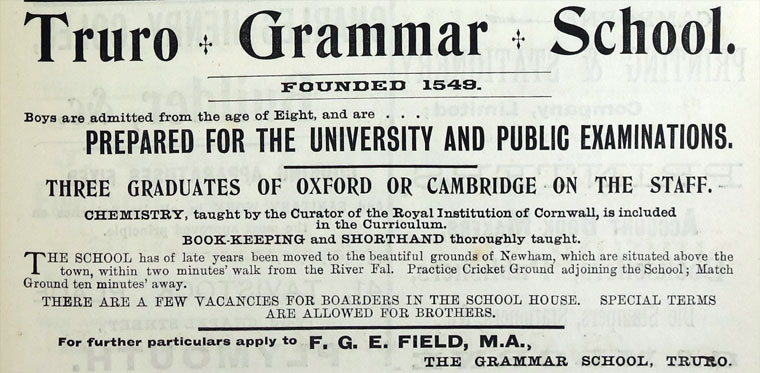 Truro ⁘ Grammar ⁘ School.
FOUNDED 1549.
Boys are admitted from the age of Eight, and are . . .
PREPARED FOR THE UNIVERSITY AND PUBLIC EXAMINATIONS.
THREE GRADUATES OF OXFORD OR CAMBRIDGE ON THE STAFF.
CHEMISTRY, taught by the Curator of the Royal Institution of Cornwall, is included
in the Curriculum.
BOOK-KEEPING and SHORTHAND thoroughly taught.
THE SCHOOL has of late years been moved to the beautiful grounds of Newham, which are situated above the
town, within two minutes' walk from the River Fal. Practice Cricket Ground adjoining the School; Match
Ground ten minutes' away.
THERE ARE A FEW VACANCIES FOR BOARDERS IN THE SCHOOL HOUSE. SPECIAL TERMS
ARE ALLOWED FOR BROTHERS.
For further particulars apply to F. G. E. FIELD, M.A.,
THE GRAMMAR SCHOOL, TRURO.